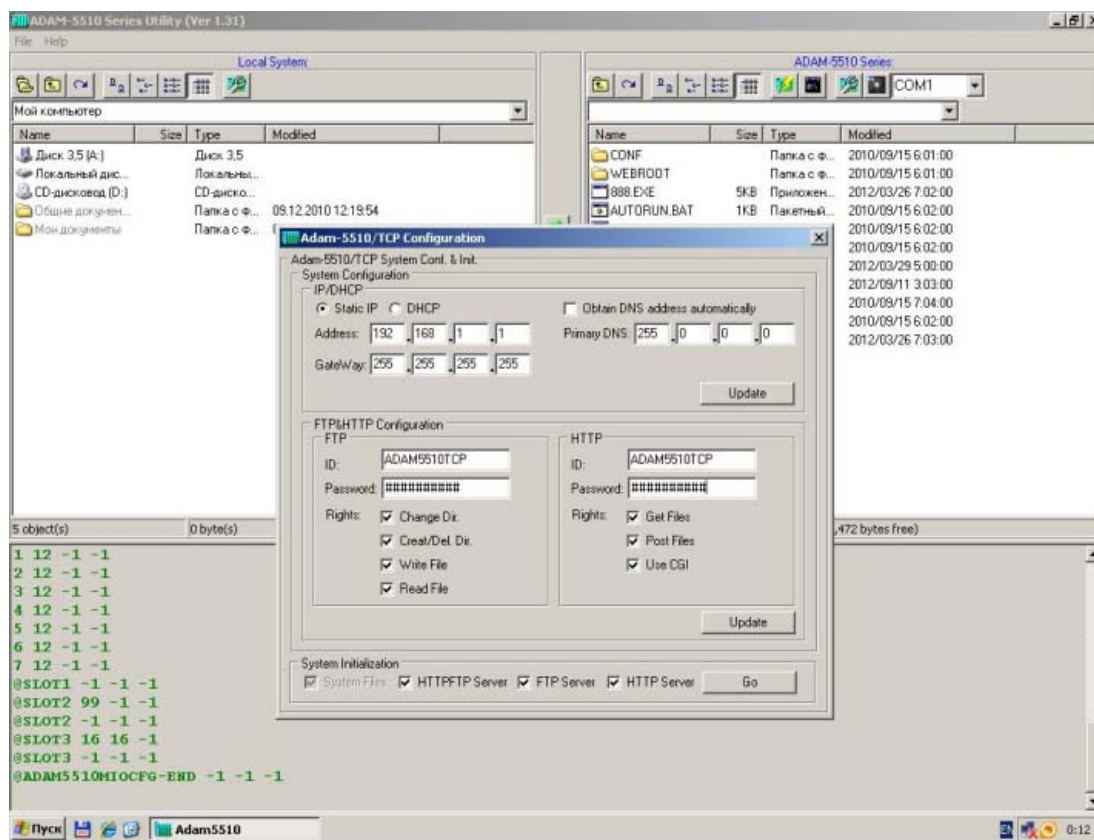 ADAM-5510 Series Utility (Ver 1.31)
File Help
Local System:
ADAM-5510 Series:
COM1
Мой компьютер
Name Size Type Modified
Name Size Type Modified
Диск 3,5 (A:) Диск 3,5
Локальный дис... Локальны...
CD-дисковод (D:) CD-диско...
Общие докумен... Папка с ф... 09.12.2010 12:19:54
Мои документы Папка с ф...
CONF Папка с ф... 2010/09/15 6:01:00
WEBROOT Папка с ф... 2010/09/15 6:01:00
888.EXE 5KB Приложен... 2012/03/26 7:02:00
AUTORUN.BAT 1KB Пакетный... 2010/09/15 6:02:00
2010/09/15 6:02:00
2010/09/15 6:02:00
2012/03/29 5:00:00
2012/09/11 3:03:00
2010/09/15 7:04:00
2010/09/15 6:02:00
2012/03/26 7:03:00
Adam-5510/TCP Configuration
Adam-5510/TCP System Conf. & Init.
System Configuration
IP/DHCP
Static IP DHCP
Obtain DNS address automatically
Address: 192 .168 .1 .1
Primary DNS: 255 .0 .0 .0
GateWay: 255 .255 .255 .255
Update
FTP&HTTP Configuration
FTP
ID: ADAM5510TCP
Password: ##########
Rights: Change Dir.
Creat/Del. Dir.
Write File
Read File
HTTP
ID: ADAM5510TCP
Password: ##########
Rights: Get Files
Post Files
Use CGI
Update
System Initialization
System Files HTTPFTP Server FTP Server HTTP Server Go
5 object(s) 0 byte(s)
,472 bytes free)
1 12 -1 -1
2 12 -1 -1
3 12 -1 -1
4 12 -1 -1
5 12 -1 -1
6 12 -1 -1
7 12 -1 -1
@SLOT1 -1 -1 -1
@SLOT2 99 -1 -1
@SLOT2 -1 -1 -1
@SLOT3 16 16 -1
@SLOT3 -1 -1 -1
@ADAM5510MIOCFG-END -1 -1 -1
Пуск Adam5510 EN 0:12